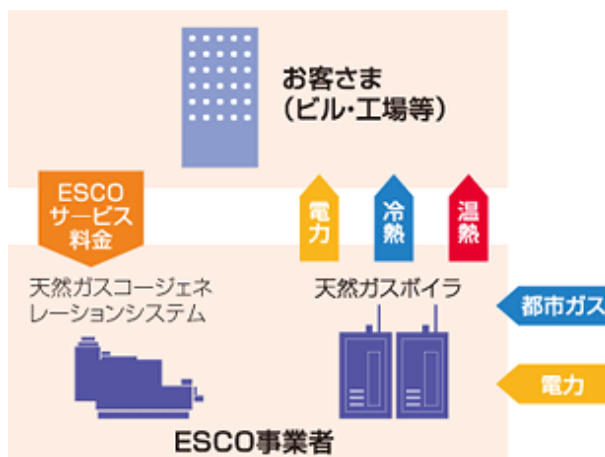 お客さま
（ビル・工場等）
ESCO
サービス
料金
電力
冷熱
温熱
天然ガスコージェネ
レーションシステム
天然ガスボイラ
都市ガス
電力
ESCO事業者